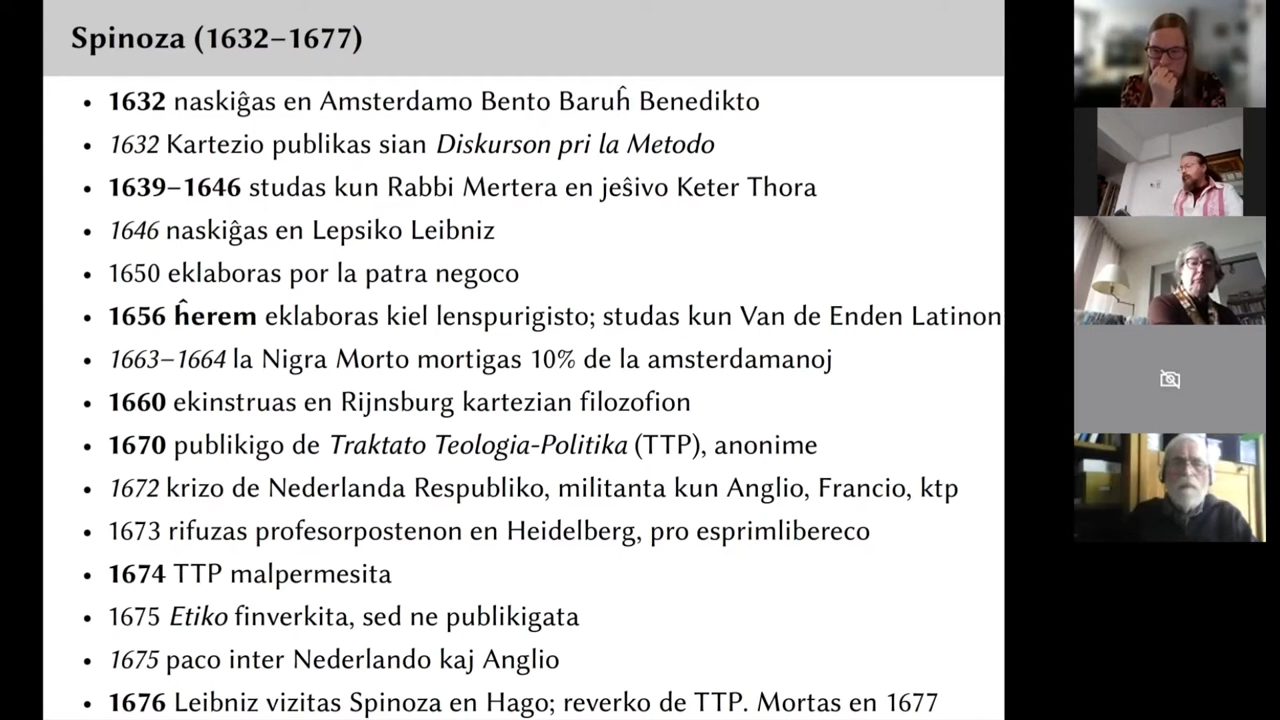 Spinoza (1632–1677)
• 1632 naskiĝas en Amsterdamo Bento Baruĥ Benedikto
• 1632 Kartezio publikas sian Diskurson pri la Metodo
• 1639–1646 studas kun Rabbi Mertera en jeŝivo Keter Thora
• 1646 naskiĝas en Lepsiko Leibniz
• 1650 eklaboras por la patra negoco
• 1656 ĥerem eklaboras kiel lenspurigisto; studas kun Van de Enden Latinon
• 1663–1664 la Nigra Morto mortigas 10% de la amsterdamanoj
• 1660 ekinstruas en Rijnsburg kartezian filozofion
• 1670 publikigo de Traktato Teologia-Politika (TTP), anonime
• 1672 krizo de Nederlanda Respubliko, militanta kun Anglio, Francio, ktp
• 1673 rifuzas profesorpostenon en Heidelberg, pro esprimlibereco
• 1674 TTP malpermesita
• 1675 Etiko finverkita, sed ne publikigata
• 1675 paco inter Nederlando kaj Anglio
• 1676 Leibniz vizitas Spinoza en Hago; reverko de TTP. Mortas en 1677